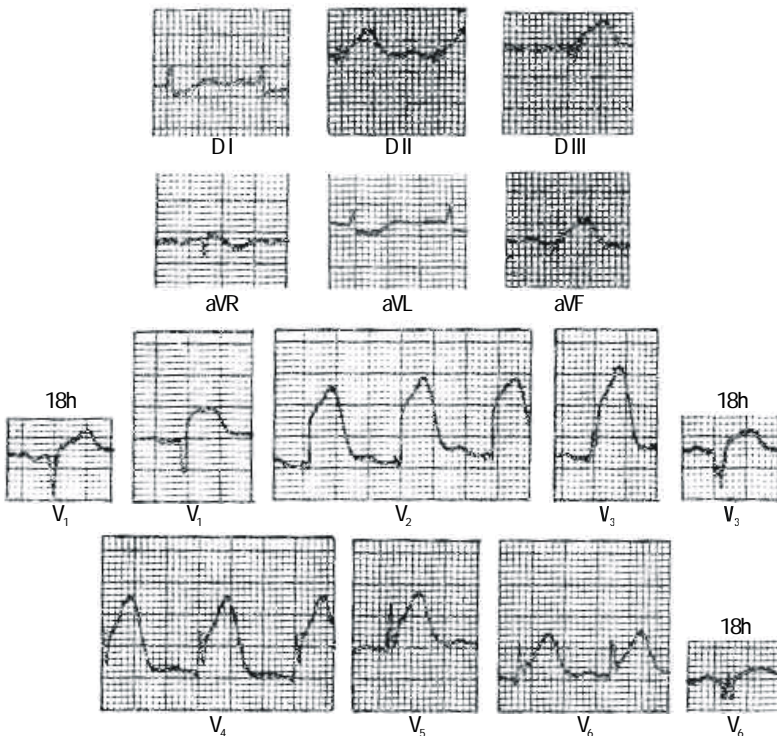 DI DII DIII
aVR aVL aVF
18h 18h
V₁ V₁ V₂ V₃ V₃
18h
V₄ V₅ V₆ V₆